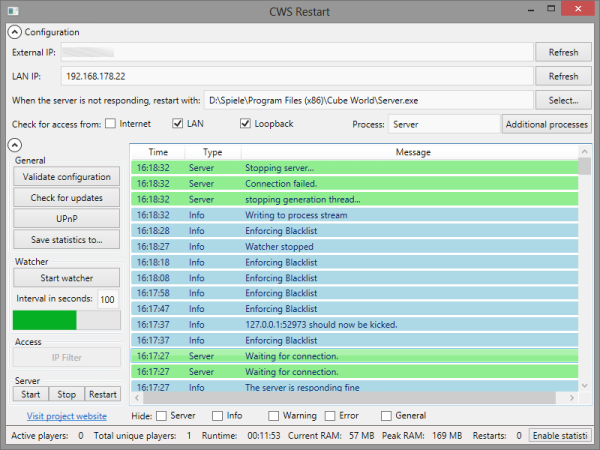 CWS Restart
Configuration
External IP: Refresh
LAN IP: 192.168.178.22 Refresh
When the server is not responding, restart with: D:\Spiele\Program Files (x86)\Cube World\Server.exe Select...
Check for access from: Internet LAN Loopback Process: Server Additional processes
General
Validate configuration
Check for updates
UPnP
Save statistics to...
Watcher
Start watcher
Interval in seconds: 100
Access
IP Filter
Server
Start Stop Restart
Visit project website
Time Type Message
16:18:32 Server Stopping server...
16:18:32 Server Connection failed.
16:18:32 Server stopping generation thread...
16:18:32 Info Writing to process stream
16:18:28 Info Enforcing Blacklist
16:18:27 Info Watcher stopped
16:18:18 Info Enforcing Blacklist
16:18:08 Info Enforcing Blacklist
16:17:58 Info Enforcing Blacklist
16:17:47 Info Enforcing Blacklist
16:17:37 Info 127.0.0.1:52973 should now be kicked.
16:17:37 Info Enforcing Blacklist
16:17:27 Server Waiting for connection.
16:17:27 Server Waiting for connection.
16:17:27 Info The server is responding fine
Hide: Server Info Warning Error General
Active players: 0 Total unique players: 1 Runtime: 00:11:53 Current RAM: 57 MB Peak RAM: 169 MB Restarts: 0 Enable statisti